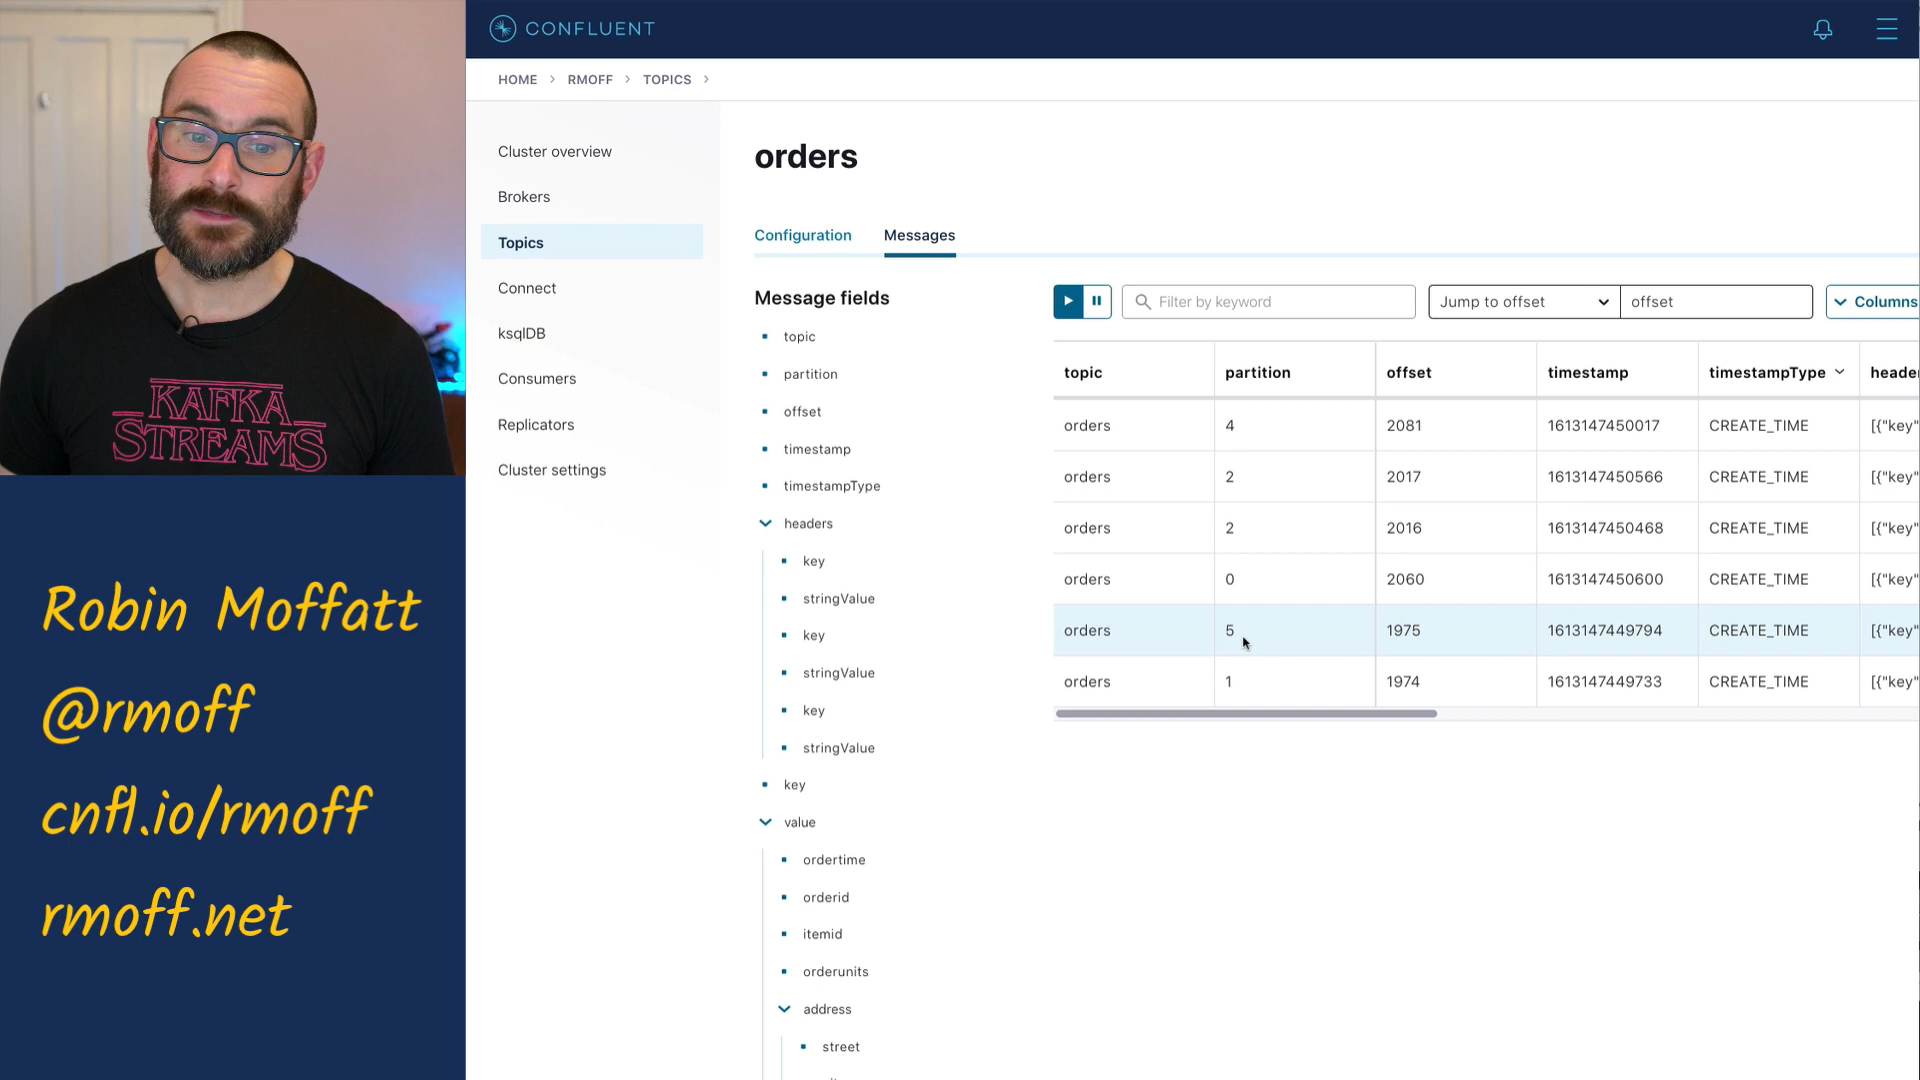 KAFKA
STREAMS
Robin Moffatt
@rmoff
cnfl.io/rmoff
rmoff.net
CONFLUENT
HOME > RMOFF > TOPICS >
Cluster overview
Brokers
Topics
Connect
ksqlDB
Consumers
Replicators
Cluster settings
orders
Configuration Messages
Message fields
topic
partition
offset
timestamp
timestampType
headers
key
stringValue
key
stringValue
key
stringValue
key
value
ordertime
orderid
itemid
orderunits
address
street
Filter by keyword Jump to offset offset Columns
topic partition offset timestamp timestampType heade
orders 4 2081 1613147450017 CREATE_TIME [{"key"
orders 2 2017 1613147450566 CREATE_TIME [{"key"
orders 2 2016 1613147450468 CREATE_TIME [{"key"
orders 0 2060 1613147450600 CREATE_TIME [{"key"
orders 5 1975 1613147449794 CREATE_TIME [{"key"
orders 1 1974 1613147449733 CREATE_TIME [{"key"